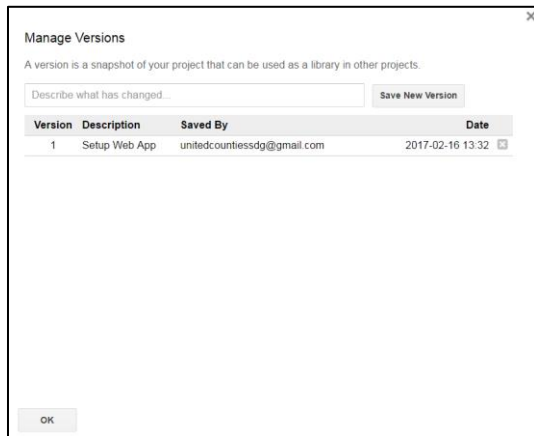 Manage Versions
A version is a snapshot of your project that can be used as a library in other projects.
Describe what has changed... Save New Version
Version Description Saved By Date
1 Setup Web App unitedcountiessdg@gmail.com 2017-02-16 13:32
OK